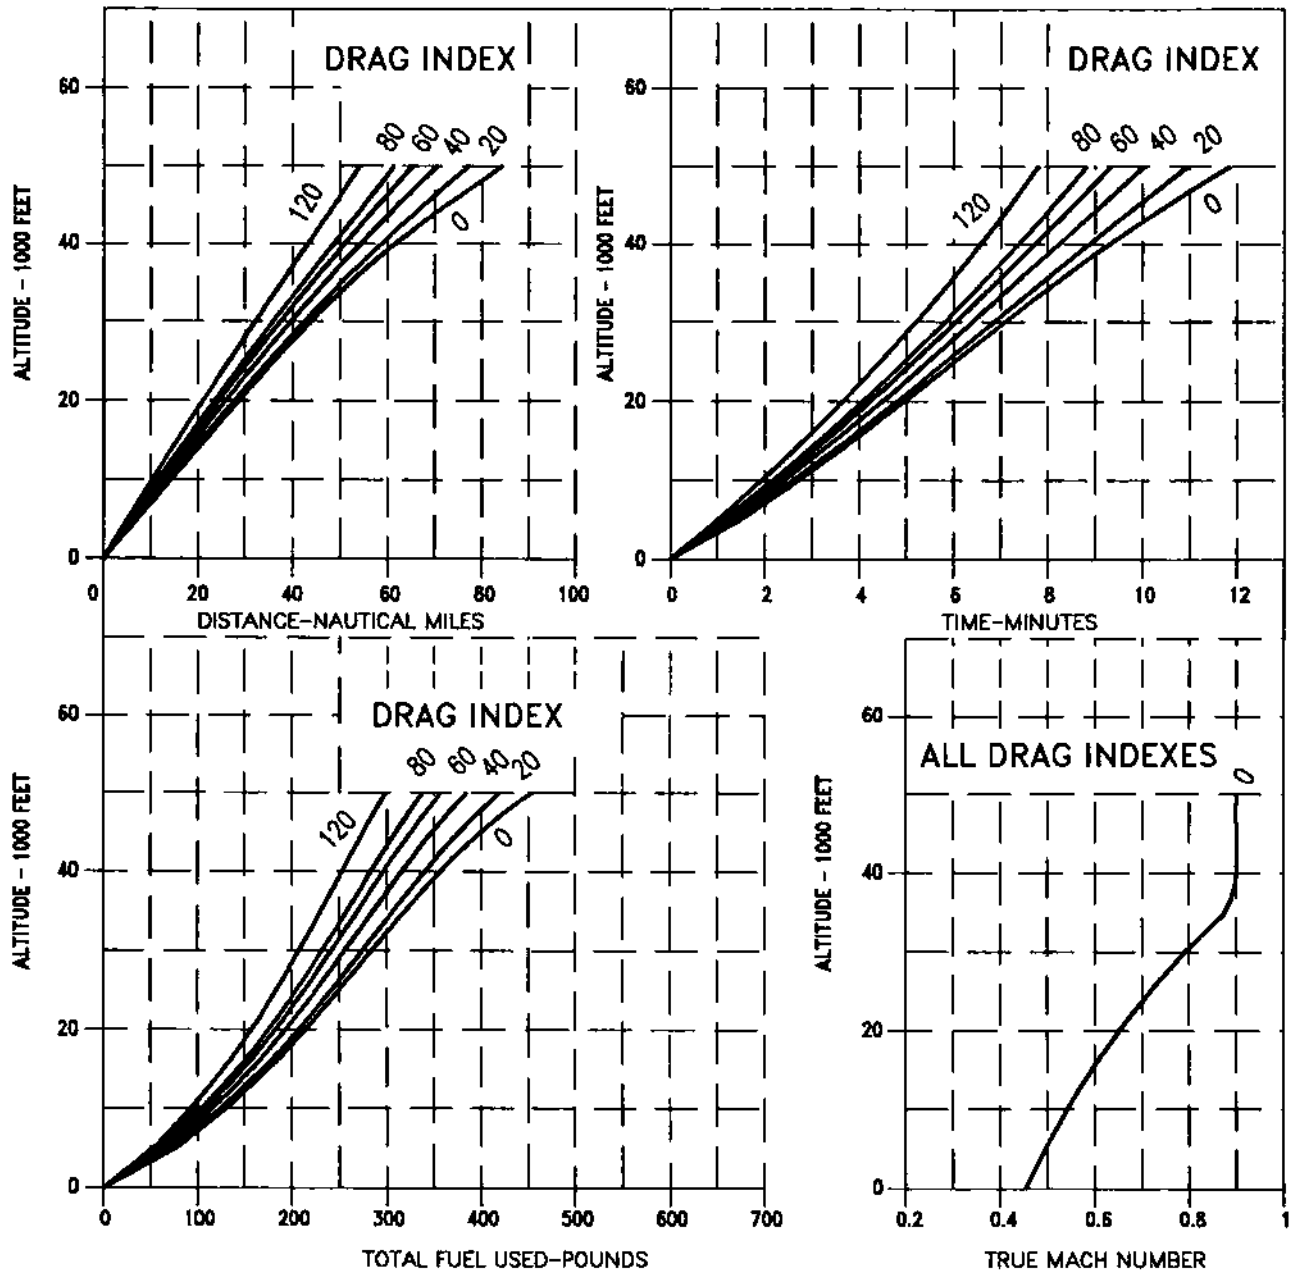 DRAG INDEX
60
80 60 40 20
120
0
40
20
0
ALTITUDE - 1000 FEET
0 20 40 60 80 100
DISTANCE-NAUTICAL MILES
DRAG INDEX
60
80 60 40 20
120
0
40
20
0
ALTITUDE - 1000 FEET
0 2 4 6 8 10 12
TIME-MINUTES
DRAG INDEX
60
80 60 40 20
120
0
40
20
0
ALTITUDE - 1000 FEET
0 100 200 300 400 500 600 700
TOTAL FUEL USED-POUNDS
60
ALL DRAG INDEXES
0
40
20
0
ALTITUDE - 1000 FEET
0.2 0.4 0.6 0.8 1
TRUE MACH NUMBER